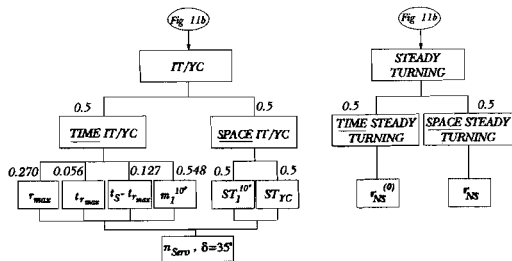 Fig 11b
Fig 11b
IT/YC
STEADY
TURNING
0.5
0.5
0.5
0.5
TIME IT/YC
SPACE IT/YC
TIME STEADY
TURNING
SPACE STEADY
TURNING
0.270
0.056
0.127
0.548
0.5
0.5
r_max
t_r_max
t_S- t_r_max
m_1^10°
ST_1^10°
ST_YC
r_NS^(0)
r_NS
n_Serv , δ=35°